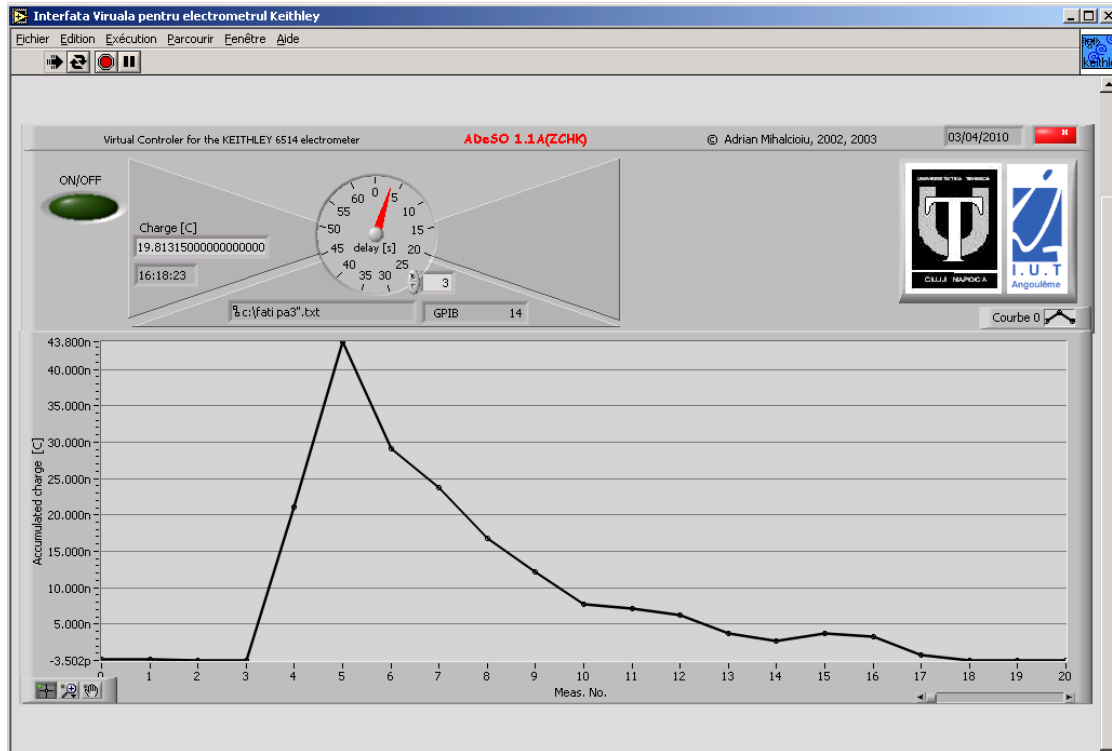 Interfata Viruala pentru electrometrul Keithley
Fichier Edition Exécution Parcourir Fenêtre Aide
Virtual Controler for the KEITHLEY 6514 electrometer
ADeSO 1.1A(ZCHK)
© Adrian Mihalcioiu, 2002, 2003
03/04/2010
ON/OFF
Charge [C]
19.81315000000000000
16:18:23
0 5 10 15 20 25 30 35 40 45 50 55 60
delay [s]
3
c:\fati pa3".txt
GPIB 14
UNIVERSITATEA TEHNICA
CLUJ NAPOCA
I.U.T
Angoulême
Courbe 0
Accumulated charge [C]
43.800n
40.000n
35.000n
30.000n
25.000n
20.000n
15.000n
10.000n
5.000n
-3.502p
0 1 2 3 4 5 6 7 8 9 10 11 12 13 14 15 16 17 18 19 20
Meas. No.